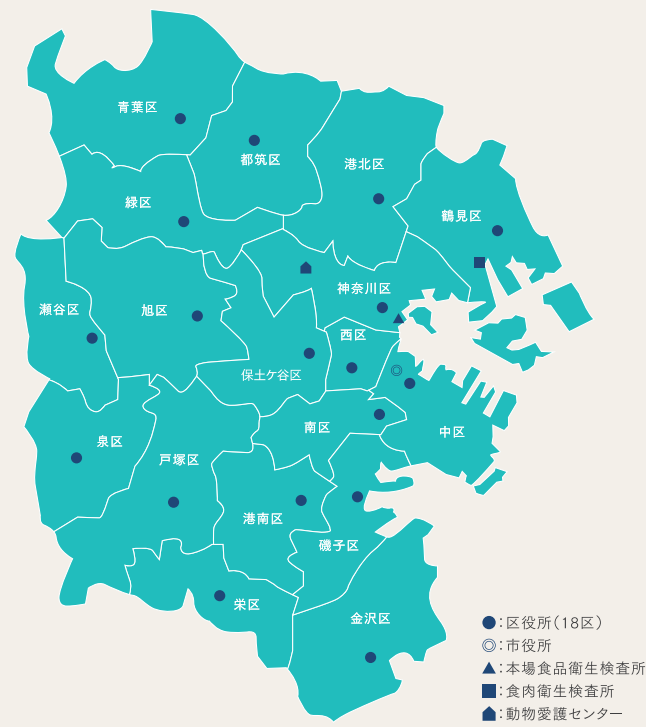 青葉区
都筑区
港北区
緑区
鶴見区
神奈川区
瀬谷区
旭区
西区
保土ケ谷区
南区
中区
泉区
戸塚区
港南区
磯子区
栄区
金沢区
●:区役所(18区)
◎:市役所
▲:本場食品衛生検査所
■:食肉衛生検査所
:動物愛護センター